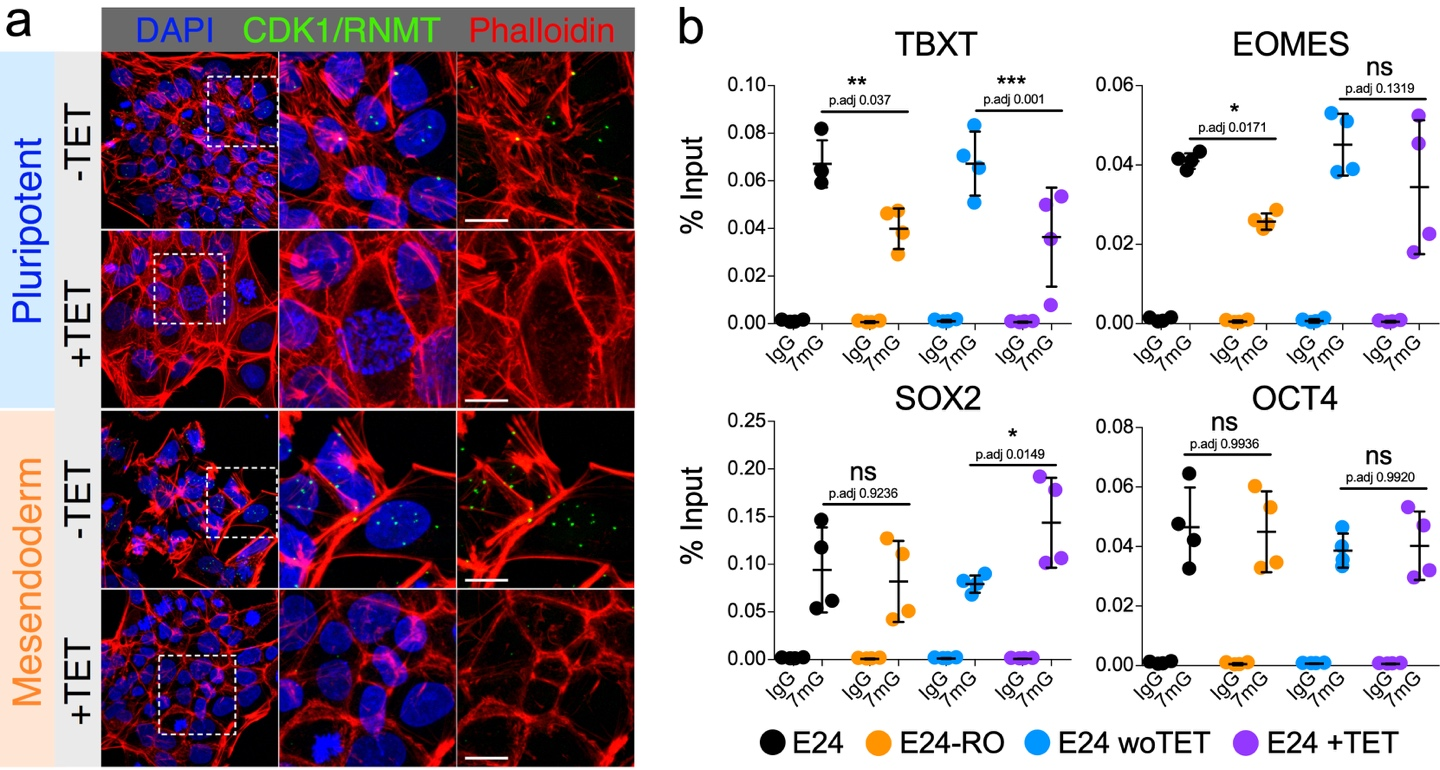 a
DAPI CDK1/RNMT Phalloidin
Pluripotent
-TET
+TET
Mesendoderm
-TET
+TET
b
TBXT
% Input
0.10
0.08
0.06
0.04
0.02
0.00
**
p.adj 0.037
***
p.adj 0.001
IgG 7mG IgG 7mG IgG 7mG IgG 7mG
EOMES
0.06
0.04
0.02
0.00
*
p.adj 0.0171
ns
p.adj 0.1319
IgG 7mG IgG 7mG IgG 7mG IgG 7mG
SOX2
% Input
0.25
0.20
0.15
0.10
0.05
0.00
ns
p.adj 0.9236
*
p.adj 0.0149
IgG 7mG IgG 7mG IgG 7mG IgG 7mG
OCT4
0.08
0.06
0.04
0.02
0.00
ns
p.adj 0.9936
ns
p.adj 0.9920
IgG 7mG IgG 7mG IgG 7mG IgG 7mG
E24 E24-RO E24 woTET E24 +TET